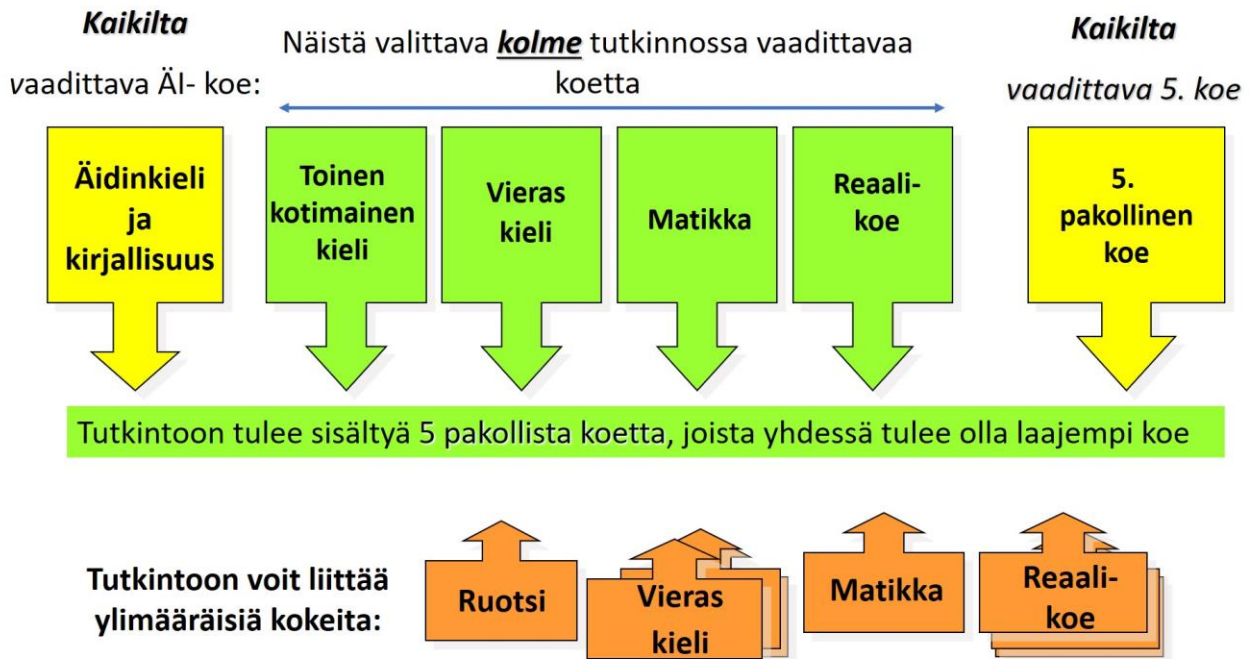 Kaikilta
vaadittava ÄI- koe:
Näistä valittava kolme tutkinnossa vaadittavaa
koetta
Kaikilta
vaadittava 5. koe
Äidinkieli
ja
kirjallisuus
Toinen
kotimainen
kieli
Vieras
kieli
Matikka
Reaali-
koe
5.
pakollinen
koe
Tutkintoon tulee sisältyä 5 pakollista koetta, joista yhdessä tulee olla laajempi koe
Tutkintoon voit liittää
ylimääräisiä kokeita:
Ruotsi
Vieras
kieli
Matikka
Reaali-
koe